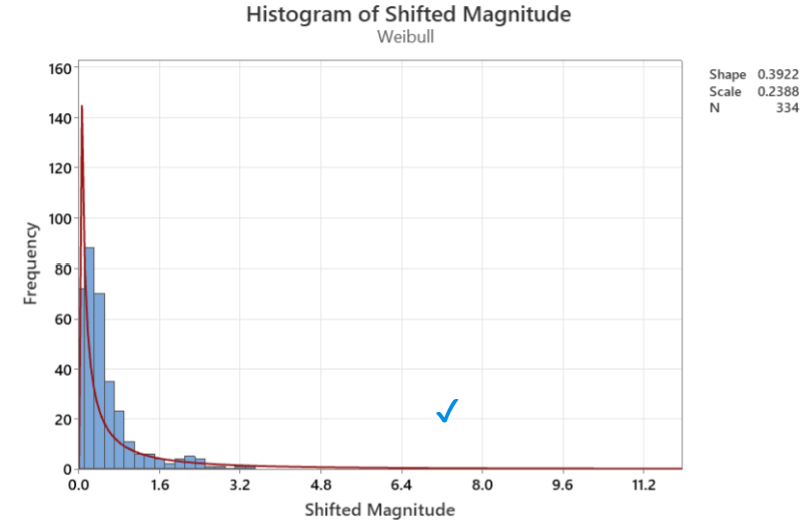 Histogram of Shifted Magnitude
Weibull
Shape 0.3922
Scale 0.2388
N 334
Frequency
160
140
120
100
80
60
40
20
0
0.0 1.6 3.2 4.8 6.4 8.0 9.6 11.2
Shifted Magnitude